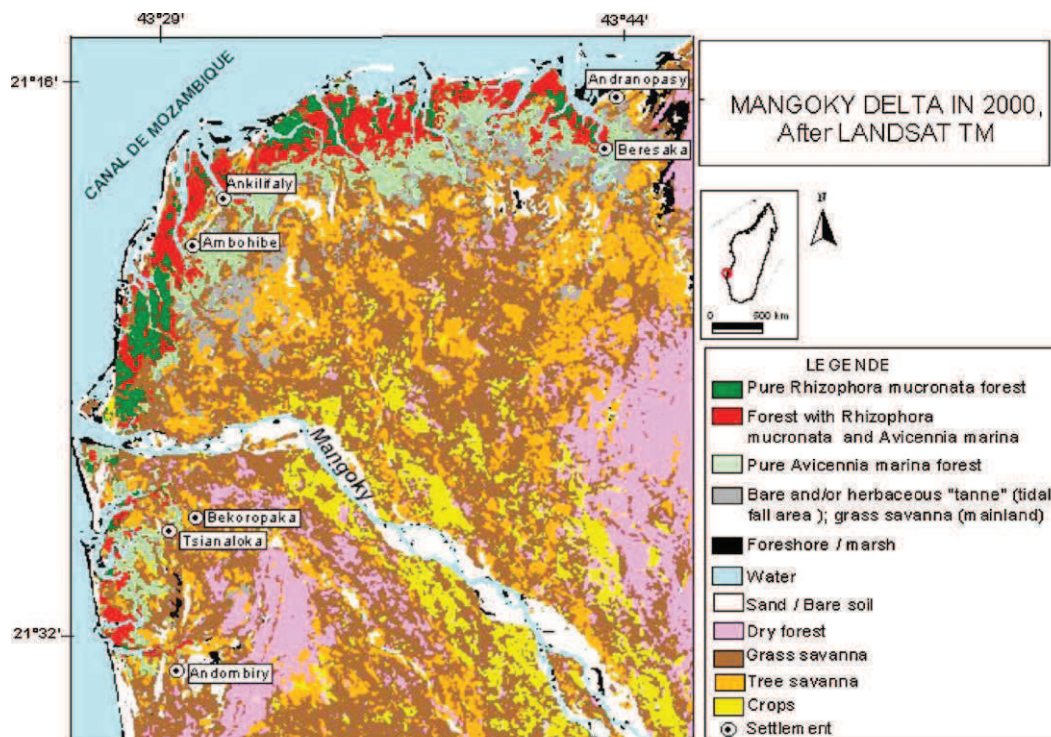 43°29'
43°44'
21°16'
21°32'
CANAL DE MOZAMBIQUE
Andranopasy
Beresaka
Ankilifaly
Ambohibe
Mangoky
Bekoropaka
Tsianaloka
Andombiry
MANGOKY DELTA IN 2000,
After LANDSAT TM
N
0 500 km
LEGENDE
Pure Rhizophora mucronata forest
Forest with Rhizophora
mucronata and Avicennia marina
Pure Avicennia marina forest
Bare and/or herbaceous "tanne" (tidal
fall area ); grass savanna (mainland)
Foreshore / marsh
Water
Sand / Bare soil
Dry forest
Grass savanna
Tree savanna
Crops
Settlement